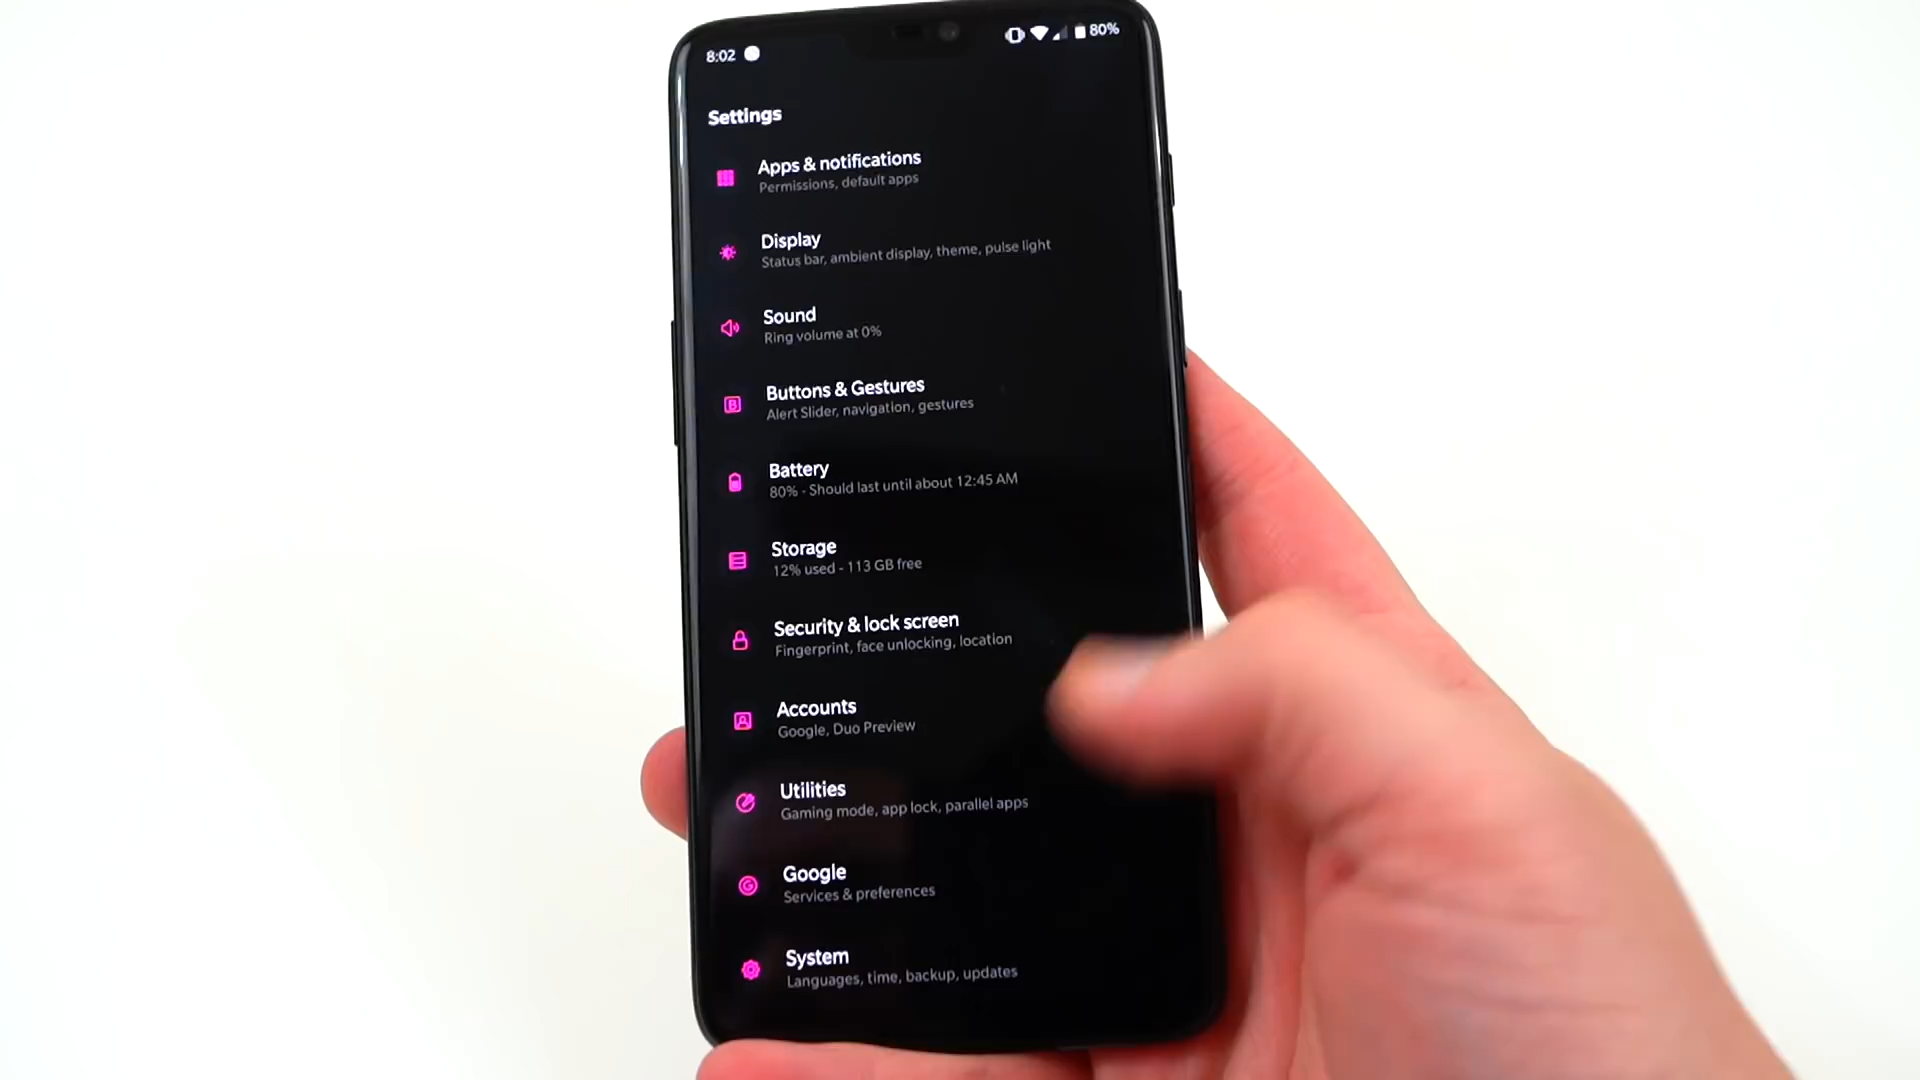 8:02
80%
Settings
Apps & notifications
Permissions, default apps
Display
Status bar, ambient display, theme, pulse light
Sound
Ring volume at 0%
B
Buttons & Gestures
Alert Slider, navigation, gestures
Battery
80% - Should last until about 12:45 AM
Storage
12% used - 113 GB free
Security & lock screen
Fingerprint, face unlocking, location
Accounts
Google, Duo Preview
Utilities
Gaming mode, app lock, parallel apps
G
Google
Services & preferences
System
Languages, time, backup, updates